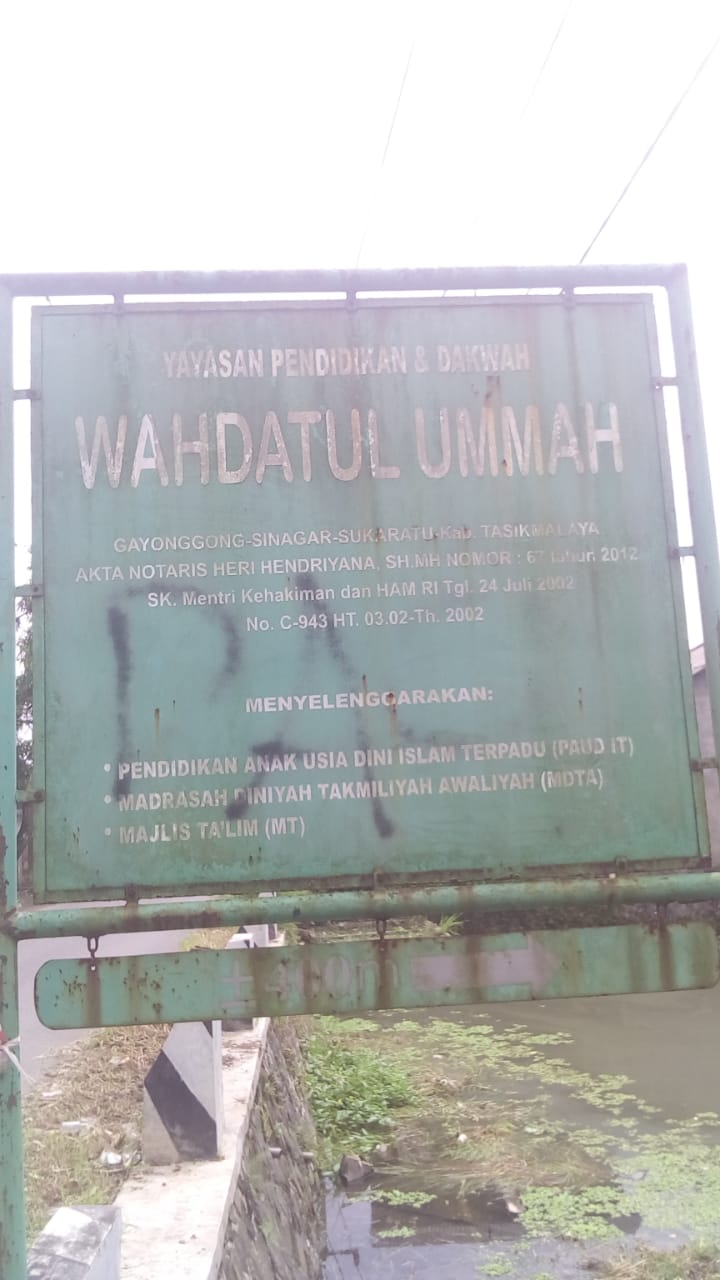 YAYASAN PENDIDIKAN & DAKWAH
WAHDATUL UMMAH
GAYONGGONG-SINAGAR-SUKARATU-Kab. TASIKMALAYA
AKTA NOTARIS HERI HENDRIYANA, SH.MH NOMOR : 67 tahun 2012
SK. Mentri Kehakiman dan HAM RI Tgl. 24 Juli 2002
No. C-943 HT. 03.02-Th. 2002
MENYELENGGARAKAN:
• PENDIDIKAN ANAK USIA DINI ISLAM TERPADU (PAUD IT)
• MADRASAH DINIYAH TAKMILIYAH AWALIYAH (MDTA)
• MAJLIS TA'LIM (MT)